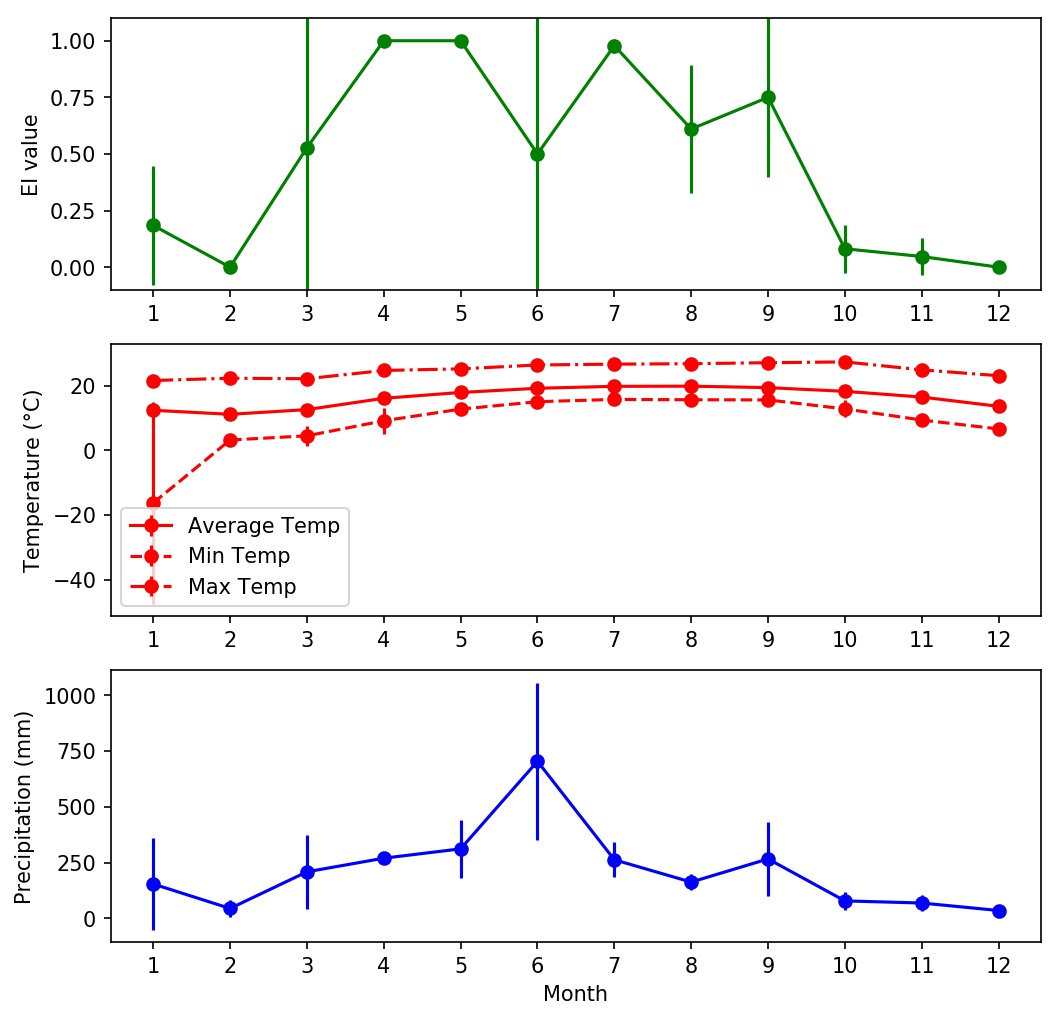 EI value
1.00
0.75
0.50
0.25
0.00
1 2 3 4 5 6 7 8 9 10 11 12
Temperature (°C)
20
0
−20
−40
Average Temp
Min Temp
Max Temp
1 2 3 4 5 6 7 8 9 10 11 12
Precipitation (mm)
1000
750
500
250
0
1 2 3 4 5 6 7 8 9 10 11 12
Month